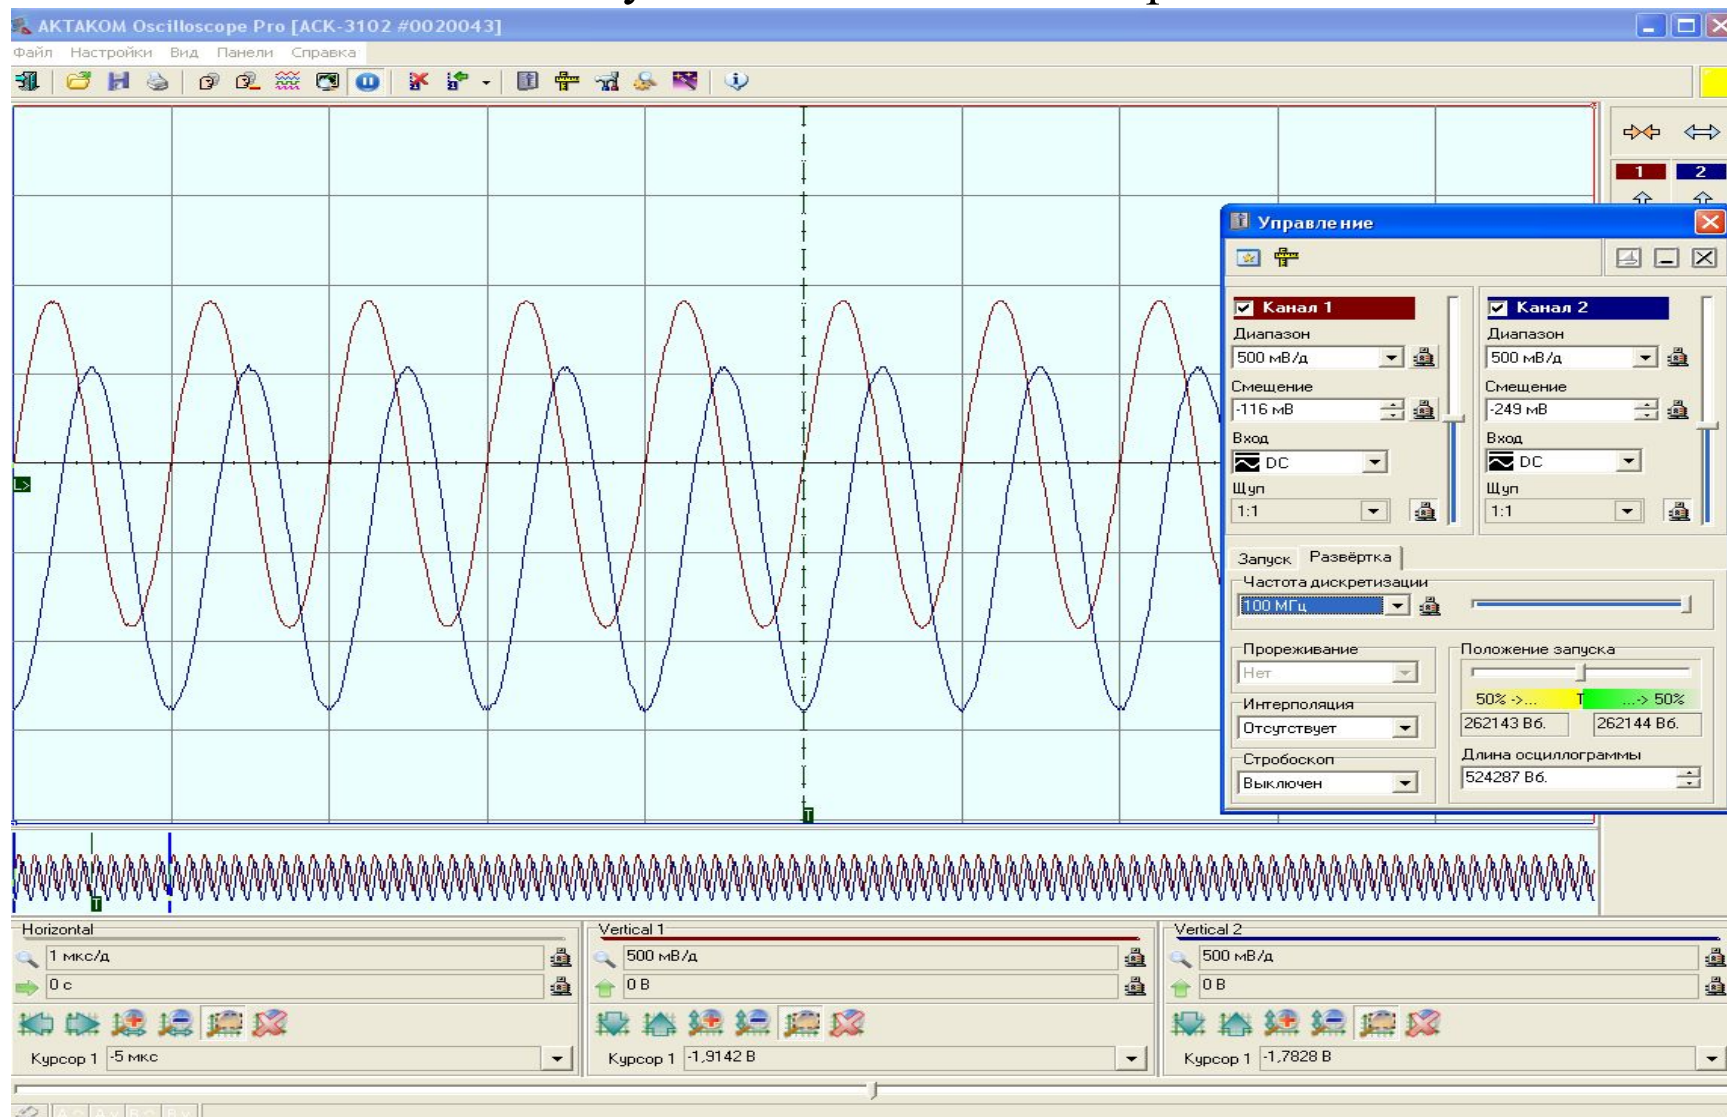 AKTAKOM Oscilloscope Pro [ACK-3102 #0020043]
Файл Настройки Вид Панели Справка
1 2
Управление
Канал 1
Диапазон
500 мВ/д
Смещение
-116 мВ
Вход
DC
Щуп
1:1
Канал 2
Диапазон
500 мВ/д
Смещение
-249 мВ
Вход
DC
Щуп
1:1
Запуск Развёртка
Частота дискретизации
100 МГц
Прореживание
Нет
Интерполяция
Отсутствует
Стробоскоп
Выключен
Положение запуска
50% ->... T ...-> 50%
262143 Вб. 262144 Вб.
Длина осциллограммы
524287 Вб.
L>
T
T
Horizontal
1 мкс/д
0 с
Курсор 1 -5 мкс
Vertical 1
500 мВ/д
0 В
Курсор 1 -1,9142 В
Vertical 2
500 мВ/д
0 В
Курсор 1 -1,7828 В